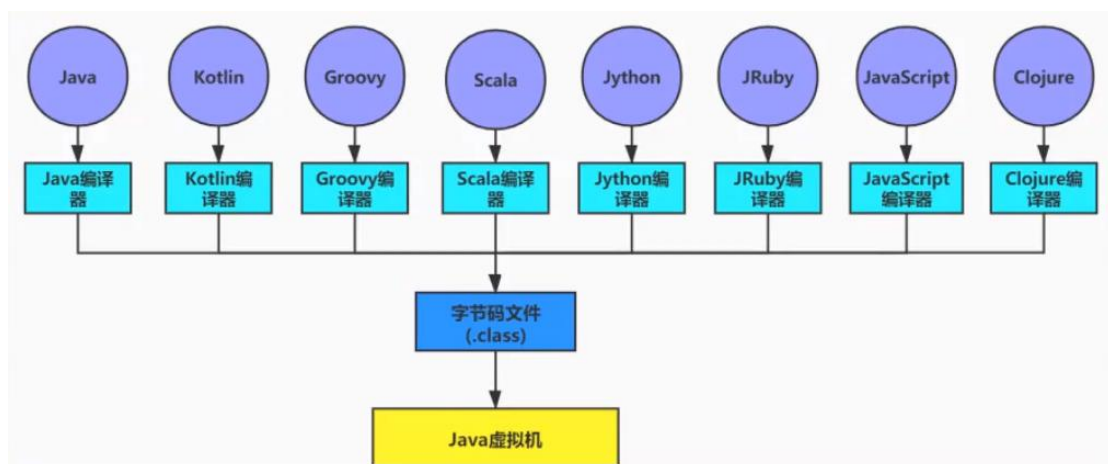 Java
Kotlin
Groovy
Scala
Jython
JRuby
JavaScript
Clojure
Java编译
器
Kotlin编
译器
Groovy编
译器
Scala编译
器
Jython编
译器
JRuby编
译器
JavaScript
编译器
Clojure编
译器
字节码文件
(.class)
Java虚拟机